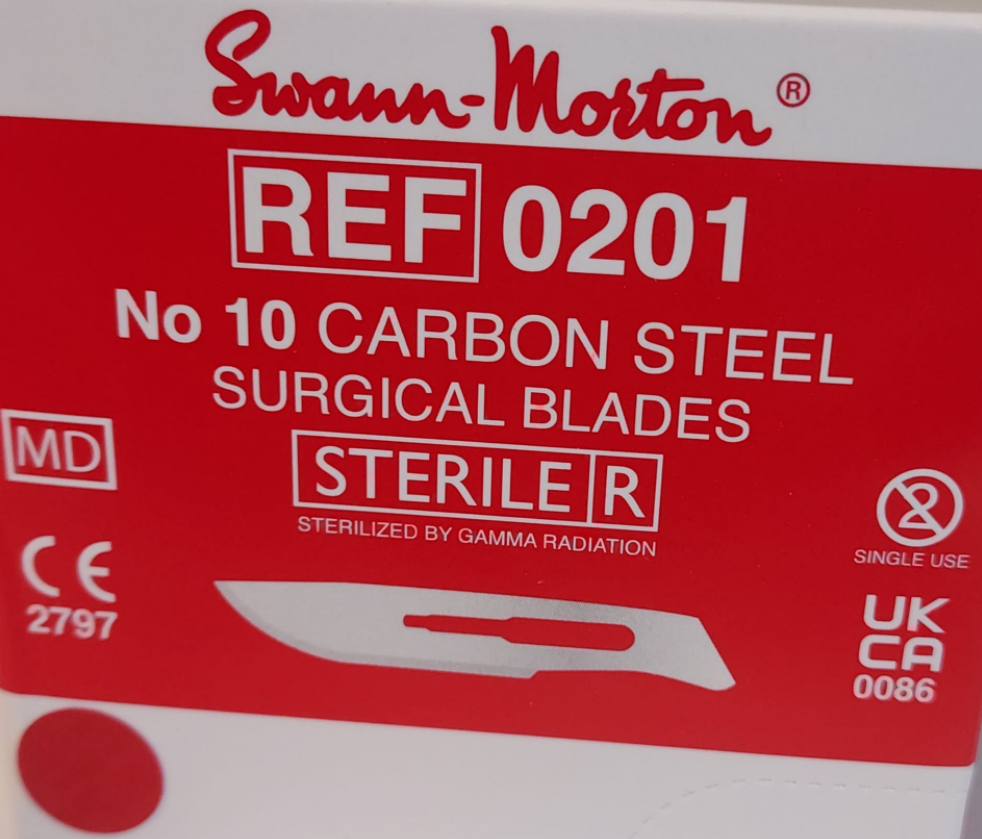 Swann-Morton®
REF 0201
No 10 CARBON STEEL
SURGICAL BLADES
MD
STERILE R
STERILIZED BY GAMMA RADIATION
2
SINGLE USE
CE
2797
UK
CA
0086